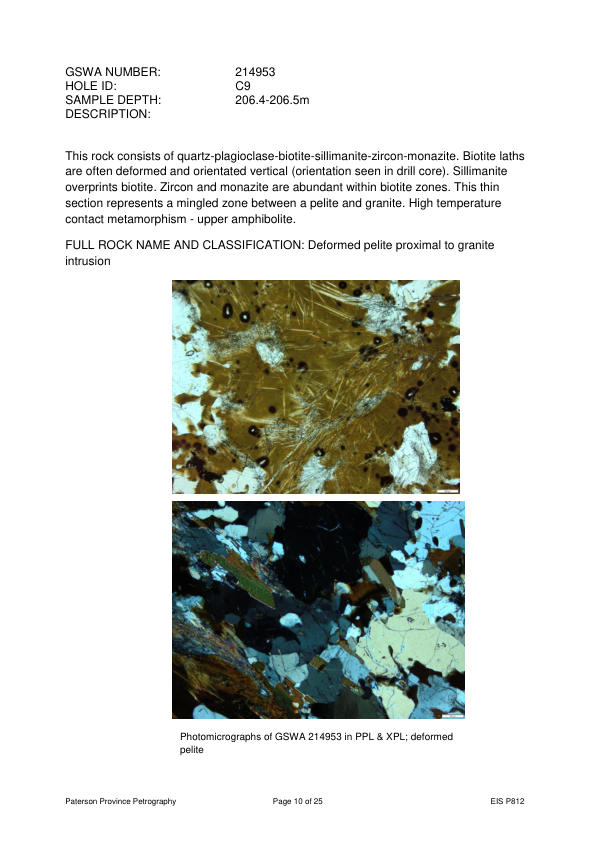 GSWA NUMBER: 214953
HOLE ID: C9
SAMPLE DEPTH: 206.4-206.5m
DESCRIPTION:
This rock consists of quartz-plagioclase-biotite-sillimanite-zircon-monazite. Biotite laths
are often deformed and orientated vertical (orientation seen in drill core). Sillimanite
overprints biotite. Zircon and monazite are abundant within biotite zones. This thin
section represents a mingled zone between a pelite and granite. High temperature
contact metamorphism - upper amphibolite.
FULL ROCK NAME AND CLASSIFICATION: Deformed pelite proximal to granite
intrusion
Photomicrographs of GSWA 214953 in PPL & XPL; deformed
pelite
Paterson Province Petrography Page 10 of 25 EIS P812